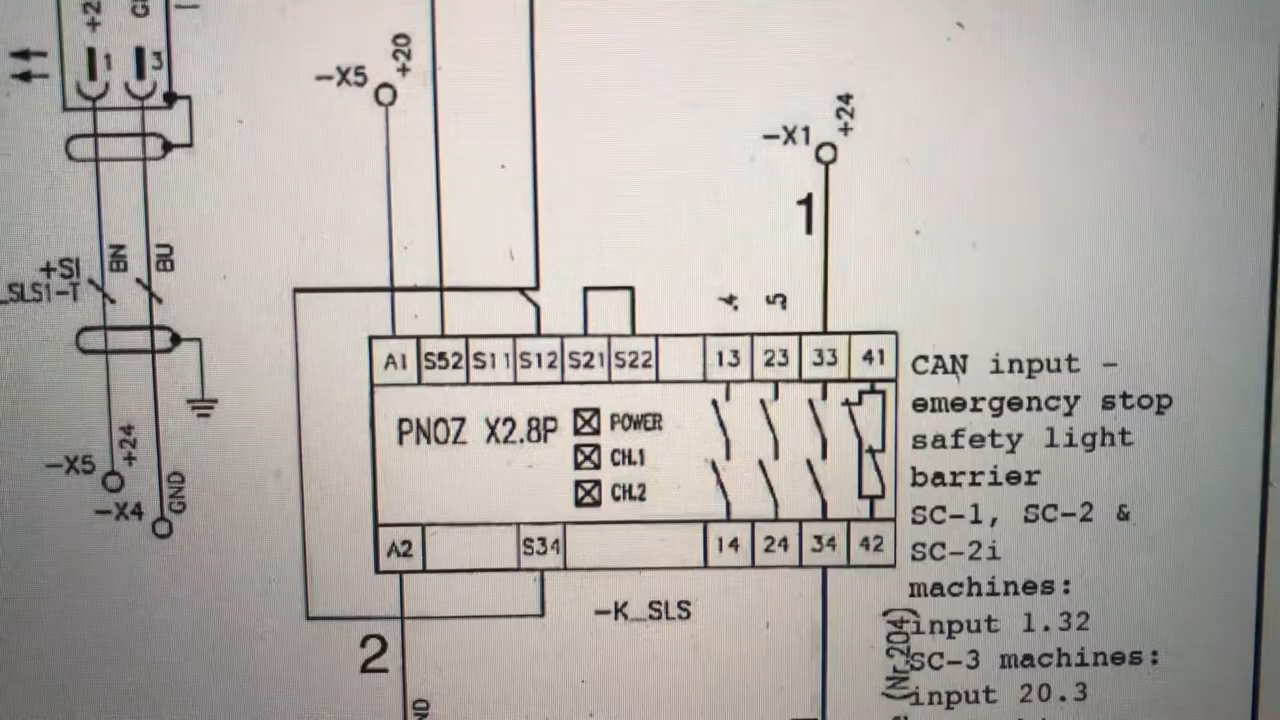 +2
1
3
-X5
+20
-X1
+24
1
+SI
_SLS1-T
BN
BU
.4
.5
A1 S52 S11 S12 S21 S22 13 23 33 41
PNOZ X2.8P
POWER
CH.1
CH.2
A2 S34 14 24 34 42
-X5
+24
-X4
GND
-K_SLS
2
CAN input -
emergency stop
safety light
barrier
SC-1, SC-2 &
SC-2i
machines:
input 1.32
SC-3 machines:
input 20.3
(Nr.204)